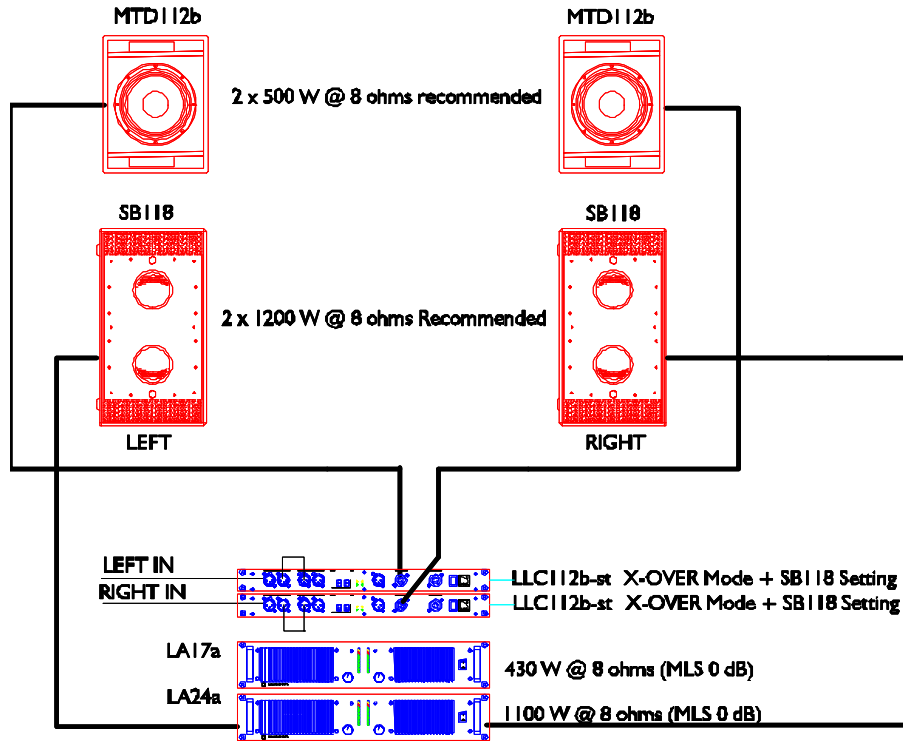 MTD112b MTD112b
2 x 500 W @ 8 ohms recommended
SB118 SB118
2 x 1200 W @ 8 ohms Recommended
LEFT RIGHT
LEFT IN
LLC112b-st X-OVER Mode + SB118 Setting
RIGHT IN
LLC112b-st X-OVER Mode + SB118 Setting
LA17a
430 W @ 8 ohms (MLS 0 dB)
LA24a
1100 W @ 8 ohms (MLS 0 dB)